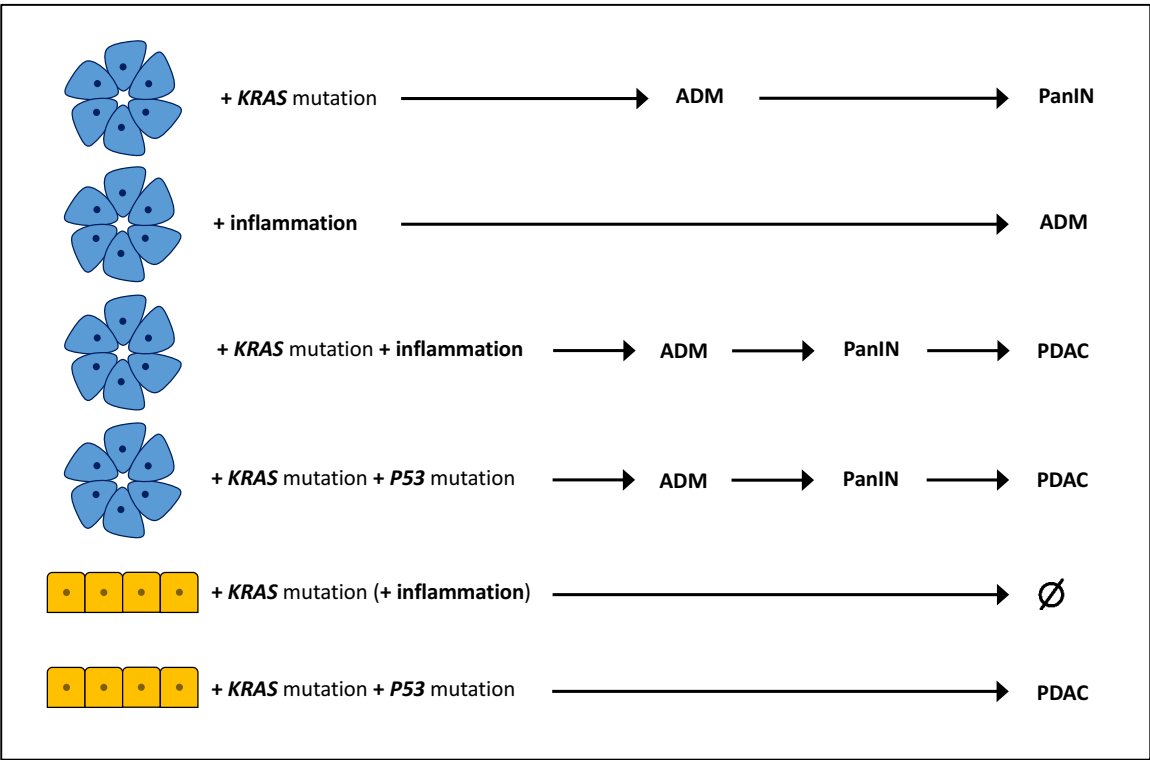 + KRAS mutation ADM PanIN
+ inflammation ADM
+ KRAS mutation + inflammation ADM PanIN PDAC
+ KRAS mutation + P53 mutation ADM PanIN PDAC
+ KRAS mutation (+ inflammation) Ø
+ KRAS mutation + P53 mutation PDAC